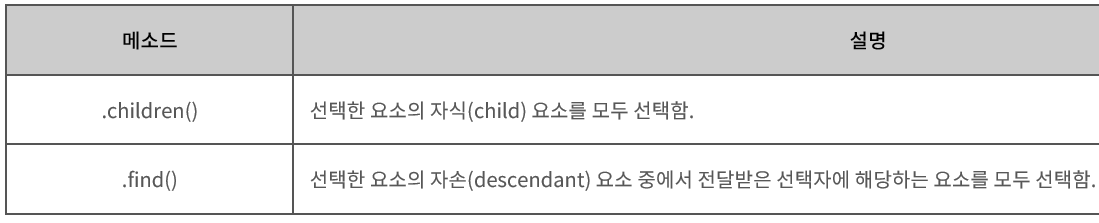 메소드 설명
.children() 선택한 요소의 자식(child) 요소를 모두 선택함.
.find() 선택한 요소의 자손(descendant) 요소 중에서 전달받은 선택자에 해당하는 요소를 모두 선택함.